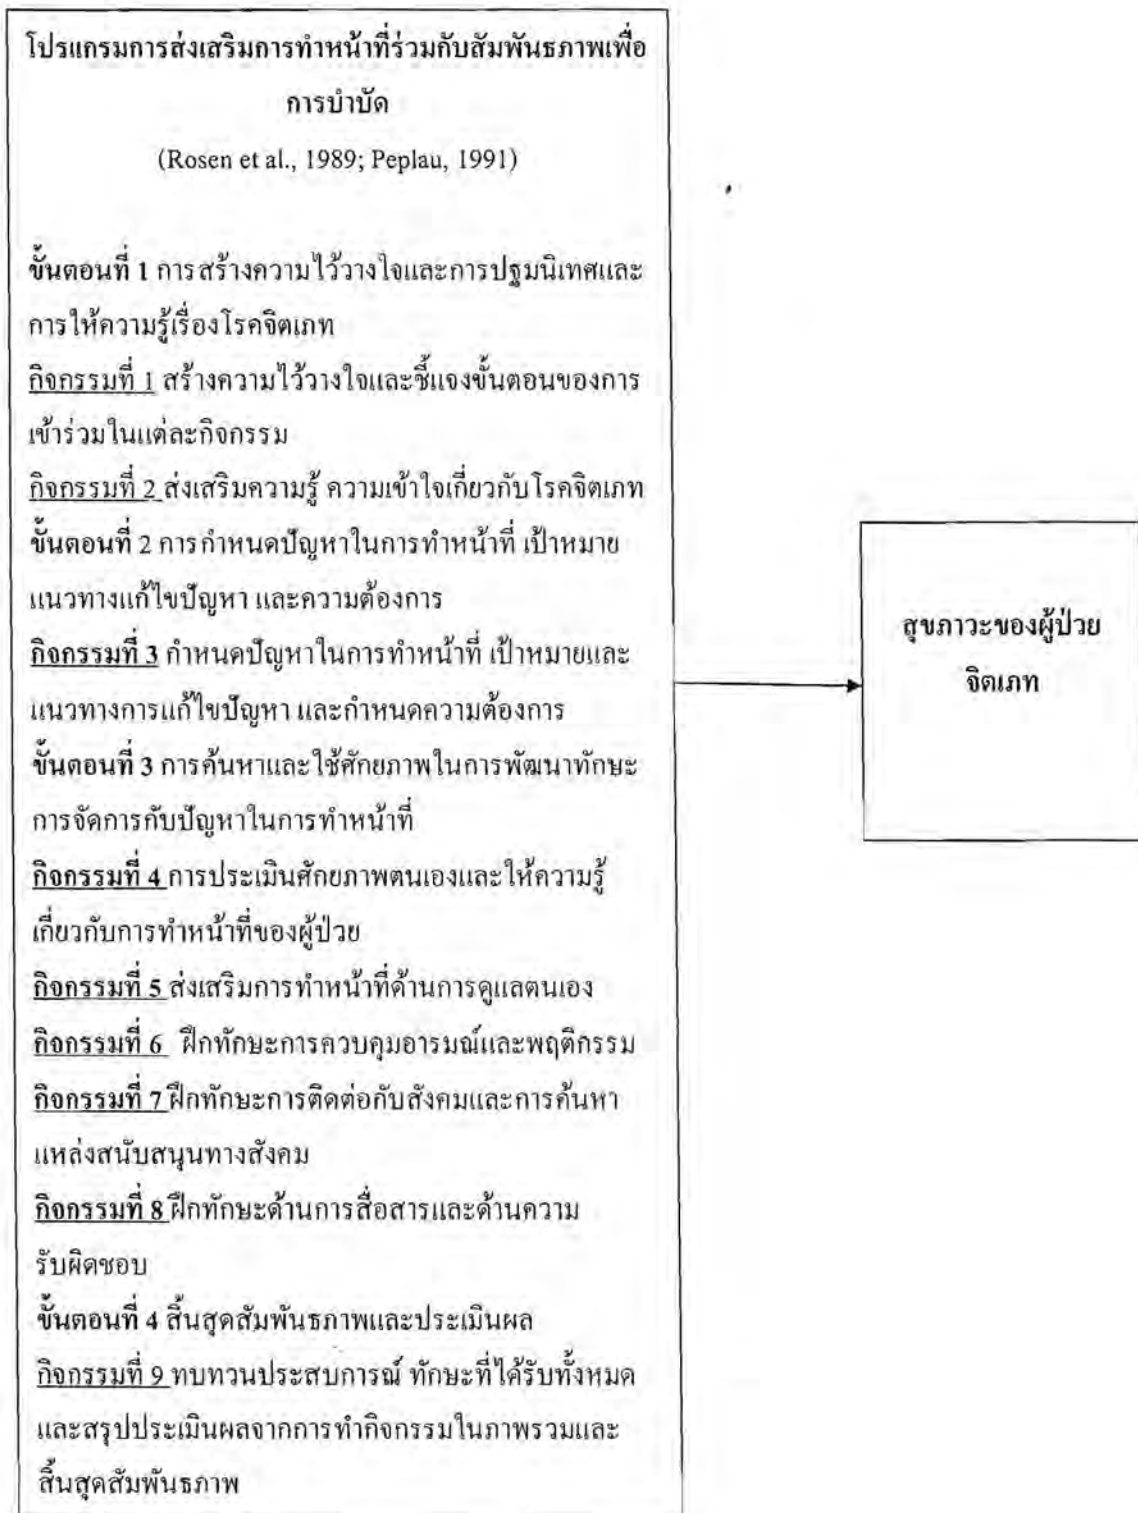 โปรแกรมการส่งเสริมการทำหน้าที่ร่วมกับสัมพันธภาพเพื่อ
การบำบัด
(Rosen et al., 1989; Peplau, 1991)
ขั้นตอนที่ 1 การสร้างความไว้วางใจและการปฐมนิเทศและ
การให้ความรู้เรื่องโรคจิตเภท
กิจกรรมที่ 1 สร้างความไว้วางใจและชี้แจงขั้นตอนของการ
เข้าร่วมในแต่ละกิจกรรม
กิจกรรมที่ 2 ส่งเสริมความรู้ ความเข้าใจเกี่ยวกับโรคจิตเภท
ขั้นตอนที่ 2 การกำหนดปัญหาในการทำหน้าที่ เป้าหมาย
แนวทางแก้ไขปัญหา และความต้องการ
กิจกรรมที่ 3 กำหนดปัญหาในการทำหน้าที่ เป้าหมายและ
แนวทางการแก้ไขปัญหา และกำหนดความต้องการ
ขั้นตอนที่ 3 การค้นหาและใช้ศักยภาพในการพัฒนาทักษะ
การจัดการกับปัญหาในการทำหน้าที่
กิจกรรมที่ 4 การประเมินศักยภาพตนเองและให้ความรู้
เกี่ยวกับการทำหน้าที่ของผู้ป่วย
กิจกรรมที่ 5 ส่งเสริมการทำหน้าที่ด้านการดูแลตนเอง
กิจกรรมที่ 6 ฝึกทักษะการควบคุมอารมณ์และพฤติกรรม
กิจกรรมที่ 7 ฝึกทักษะการติดต่อกับสังคมและการค้นหา
แหล่งสนับสนุนทางสังคม
กิจกรรมที่ 8 ฝึกทักษะด้านการสื่อสารและด้านความ
รับผิดชอบ
ขั้นตอนที่ 4 สิ้นสุดสัมพันธภาพและประเมินผล
กิจกรรมที่ 9 ทบทวนประสบการณ์ ทักษะที่ได้รับทั้งหมด
และสรุปประเมินผลจากการทำกิจกรรมในภาพรวมและ
สิ้นสุดสัมพันธภาพ
สุขภาวะของผู้ป่วย
จิตเภท